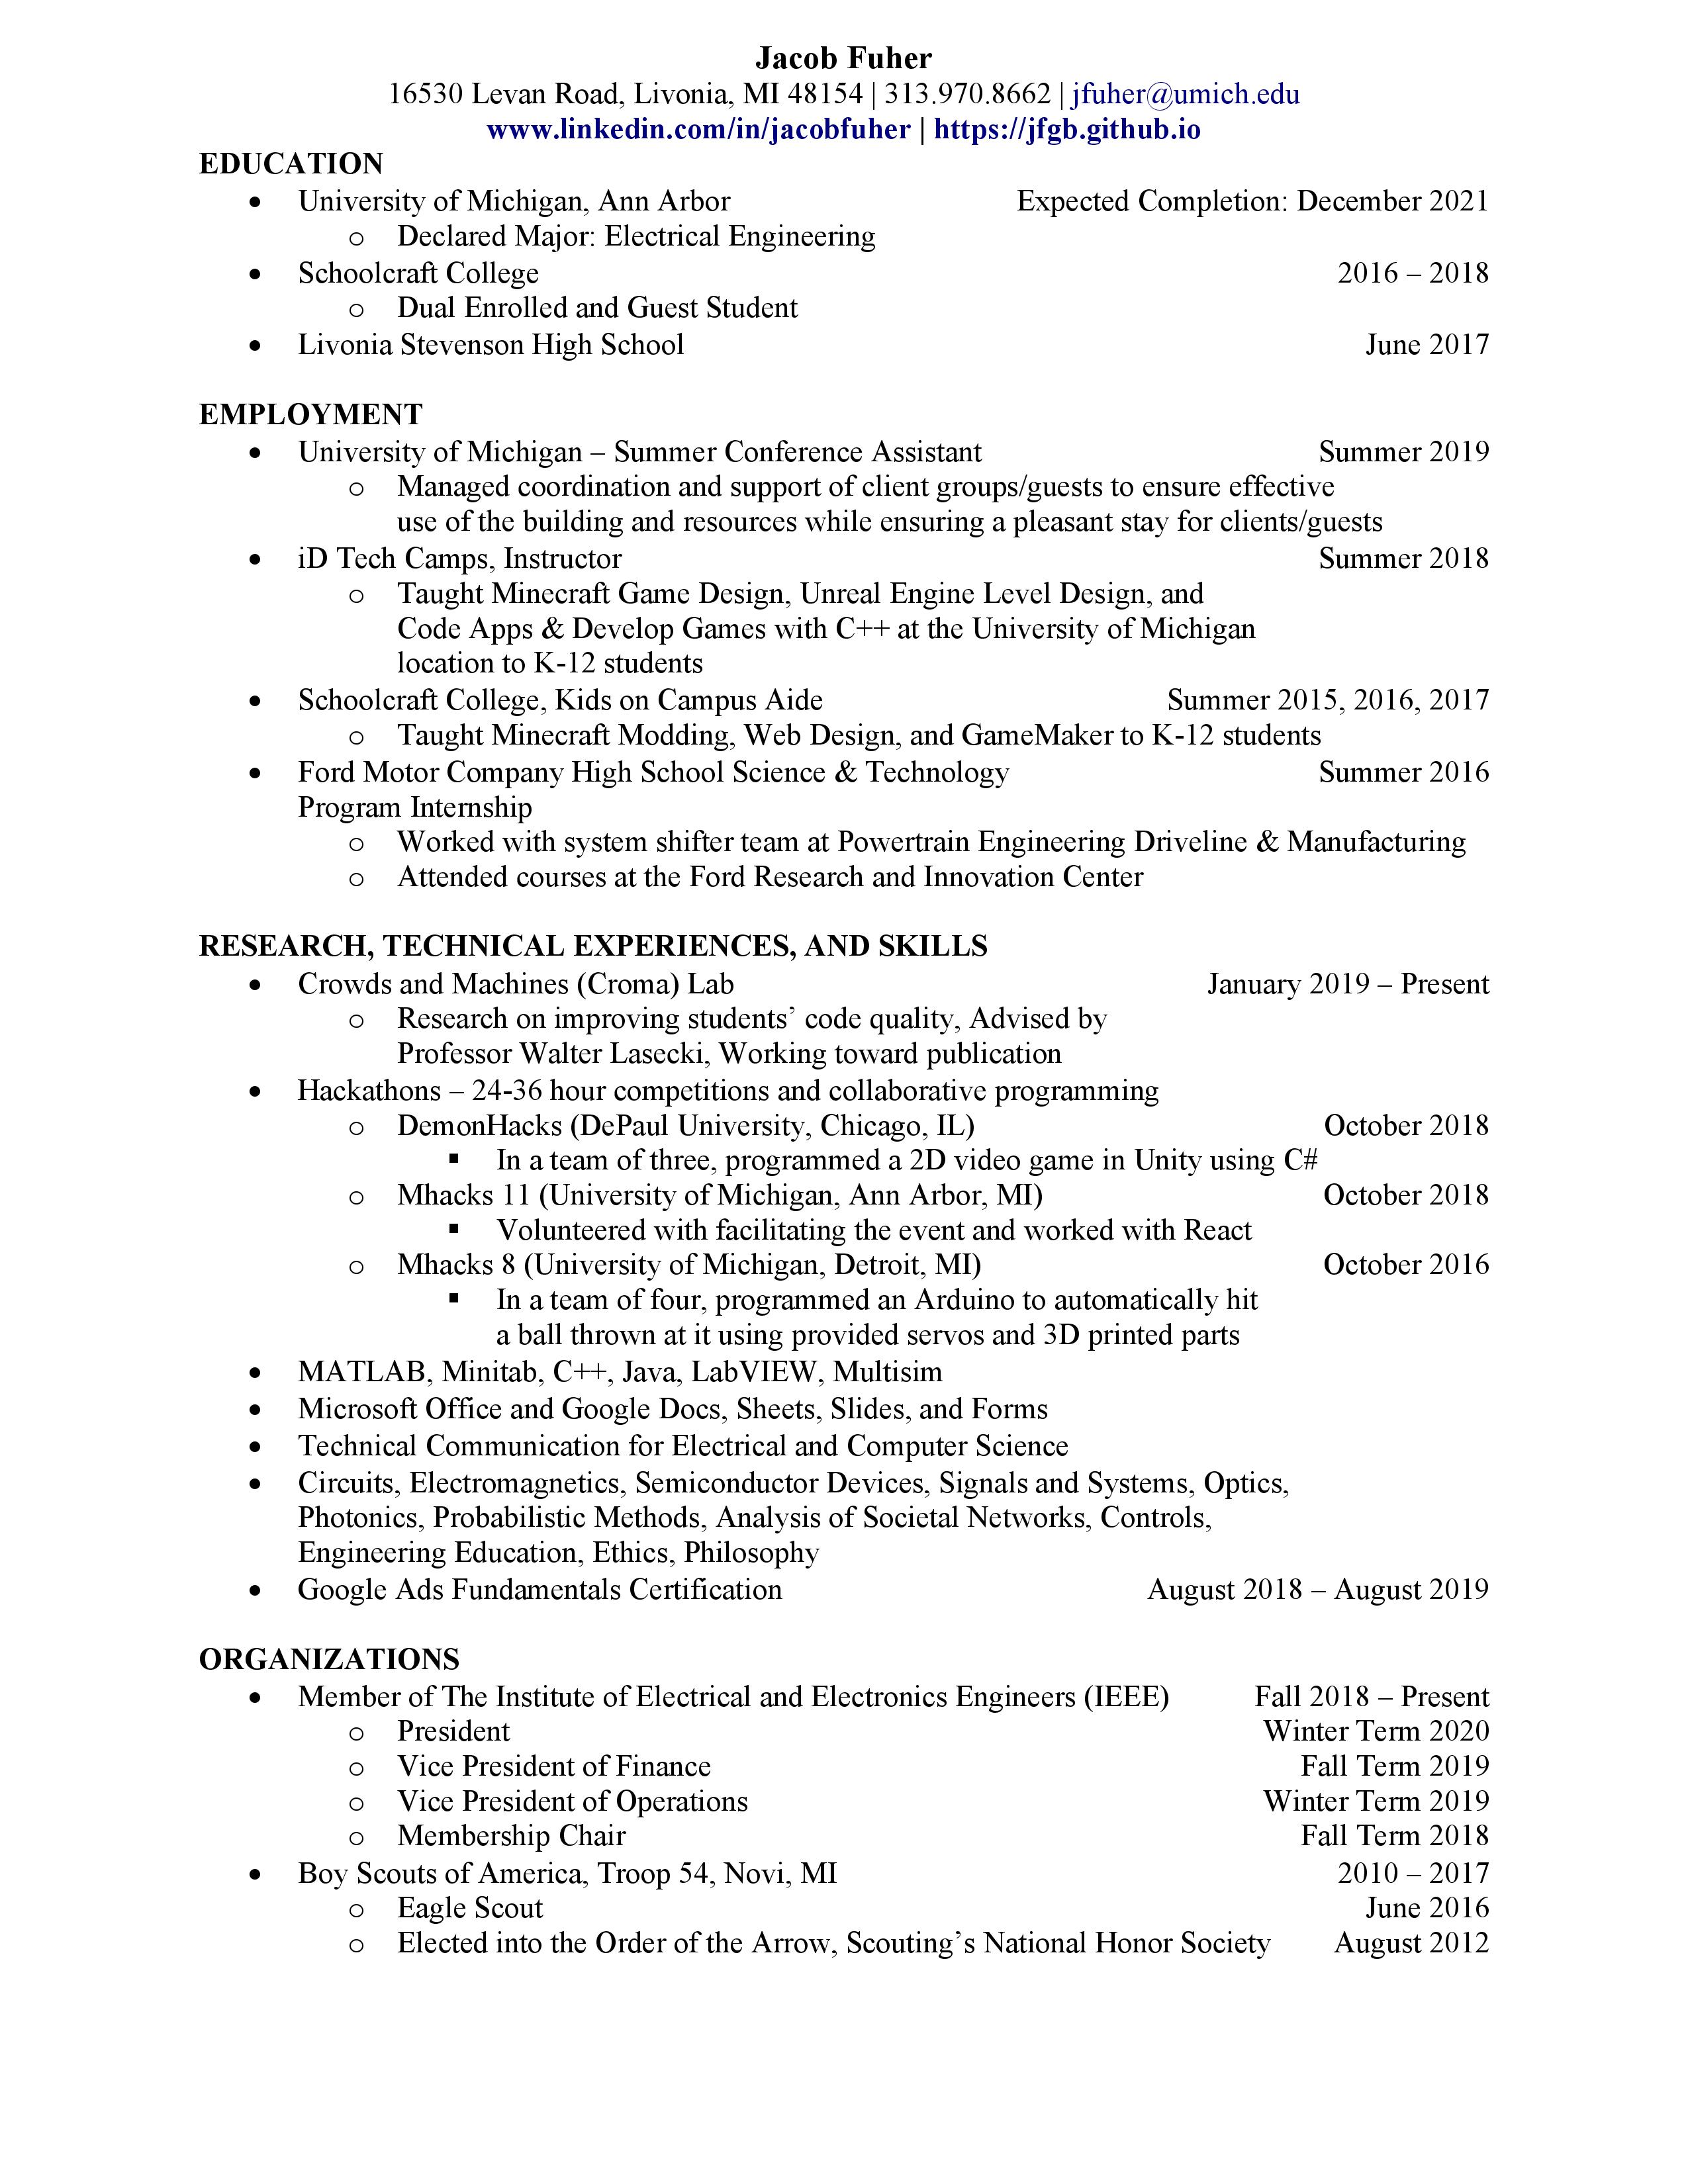 Jacob Fuher
16530 Levan Road, Livonia, MI 48154 | 313.970.8662 | jfuher@umich.edu
www.linkedin.com/in/jacobfuher | https://jfgb.github.io
EDUCATION
• University of Michigan, Ann Arbor Expected Completion: December 2021
o Declared Major: Electrical Engineering
• Schoolcraft College 2016 – 2018
o Dual Enrolled and Guest Student
• Livonia Stevenson High School June 2017
EMPLOYMENT
• University of Michigan – Summer Conference Assistant Summer 2019
o Managed coordination and support of client groups/guests to ensure effective
use of the building and resources while ensuring a pleasant stay for clients/guests
• iD Tech Camps, Instructor Summer 2018
o Taught Minecraft Game Design, Unreal Engine Level Design, and
Code Apps & Develop Games with C++ at the University of Michigan
location to K-12 students
• Schoolcraft College, Kids on Campus Aide Summer 2015, 2016, 2017
o Taught Minecraft Modding, Web Design, and GameMaker to K-12 students
• Ford Motor Company High School Science & Technology Summer 2016
Program Internship
o Worked with system shifter team at Powertrain Engineering Driveline & Manufacturing
o Attended courses at the Ford Research and Innovation Center
RESEARCH, TECHNICAL EXPERIENCES, AND SKILLS
• Crowds and Machines (Croma) Lab January 2019 – Present
o Research on improving students’ code quality, Advised by
Professor Walter Lasecki, Working toward publication
• Hackathons – 24-36 hour competitions and collaborative programming
o DemonHacks (DePaul University, Chicago, IL) October 2018
▪ In a team of three, programmed a 2D video game in Unity using C#
o Mhacks 11 (University of Michigan, Ann Arbor, MI) October 2018
▪ Volunteered with facilitating the event and worked with React
o Mhacks 8 (University of Michigan, Detroit, MI) October 2016
▪ In a team of four, programmed an Arduino to automatically hit
a ball thrown at it using provided servos and 3D printed parts
• MATLAB, Minitab, C++, Java, LabVIEW, Multisim
• Microsoft Office and Google Docs, Sheets, Slides, and Forms
• Technical Communication for Electrical and Computer Science
• Circuits, Electromagnetics, Semiconductor Devices, Signals and Systems, Optics,
Photonics, Probabilistic Methods, Analysis of Societal Networks, Controls,
Engineering Education, Ethics, Philosophy
• Google Ads Fundamentals Certification August 2018 – August 2019
ORGANIZATIONS
• Member of The Institute of Electrical and Electronics Engineers (IEEE) Fall 2018 – Present
o President Winter Term 2020
o Vice President of Finance Fall Term 2019
o Vice President of Operations Winter Term 2019
o Membership Chair Fall Term 2018
• Boy Scouts of America, Troop 54, Novi, MI 2010 – 2017
o Eagle Scout June 2016
o Elected into the Order of the Arrow, Scouting’s National Honor Society August 2012